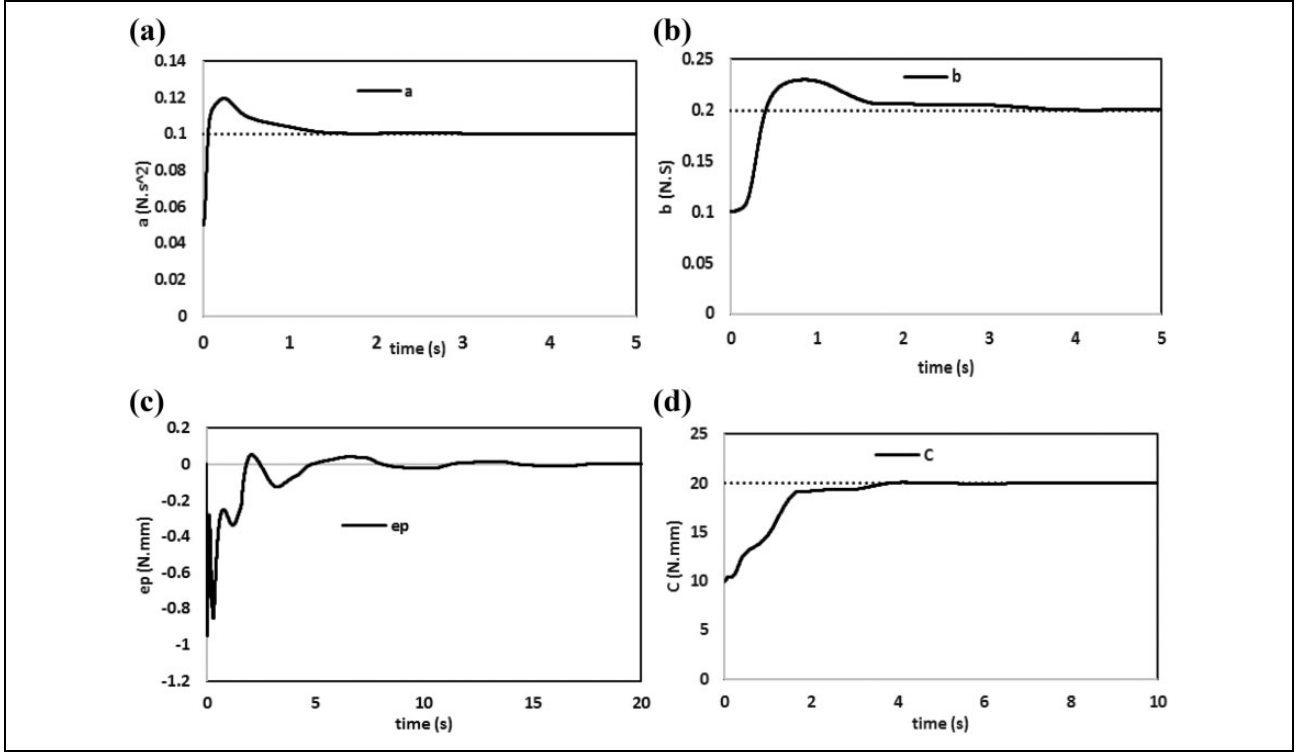 (a)
0.14
0.12
0.1
0.08
0.06
0.04
0.02
0
a (N.s^2)
a
0 1 2 3 4 5
time (s)
(b)
0.25
0.2
0.15
0.1
0.05
0
b (N.S)
b
0 1 2 3 4 5
time (s)
(c)
0.2
0
-0.2
-0.4
-0.6
-0.8
-1
-1.2
ep (N.mm)
ep
0 5 10 15 20
time (s)
(d)
25
20
15
10
5
0
C (N.mm)
C
0 2 4 6 8 10
time (s)